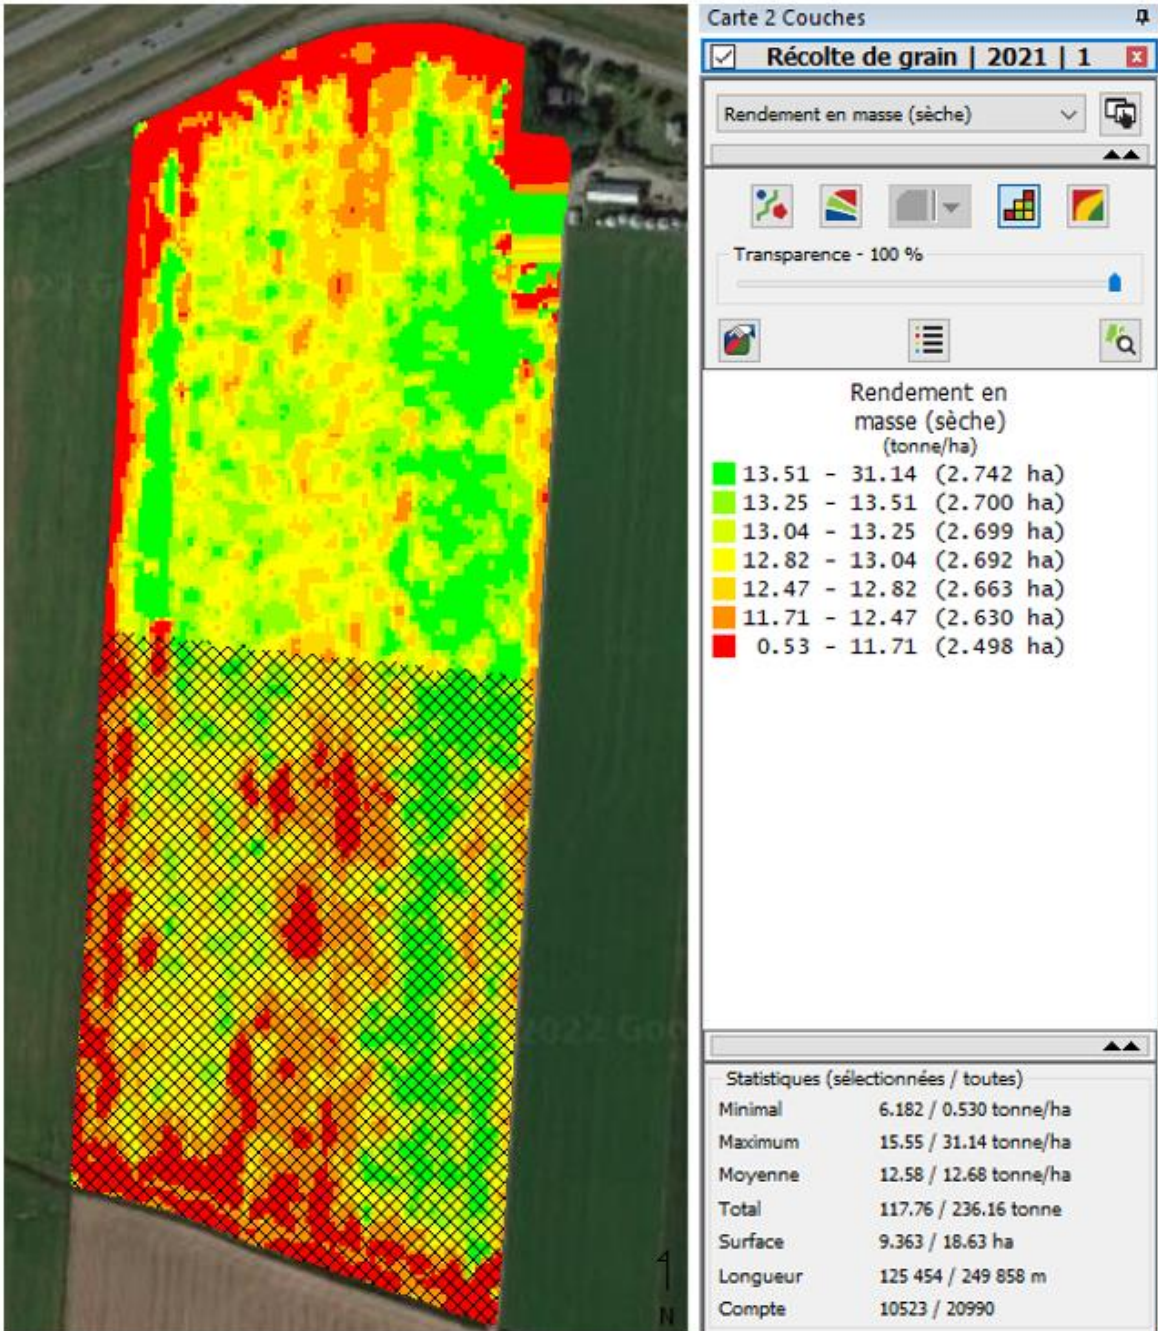 Carte 2 Couches
Récolte de grain | 2021 | 1
Rendement en masse (sèche)
Transparence - 100 %
Rendement en
masse (sèche)
(tonne/ha)
13.51 - 31.14 (2.742 ha)
13.25 - 13.51 (2.700 ha)
13.04 - 13.25 (2.699 ha)
12.82 - 13.04 (2.692 ha)
12.47 - 12.82 (2.663 ha)
11.71 - 12.47 (2.630 ha)
0.53 - 11.71 (2.498 ha)
Statistiques (sélectionnées / toutes)
Minimal 6.182 / 0.530 tonne/ha
Maximum 15.55 / 31.14 tonne/ha
Moyenne 12.58 / 12.68 tonne/ha
Total 117.76 / 236.16 tonne
Surface 9.363 / 18.63 ha
Longueur 125 454 / 249 858 m
Compte 10523 / 20990
N